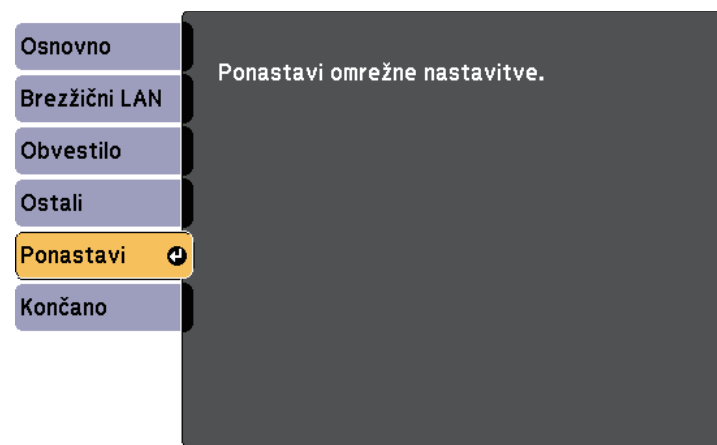 Osnovno
Brezžični LAN
Obvestilo
Ostali
Ponastavi
Končano
Ponastavi omrežne nastavitve.